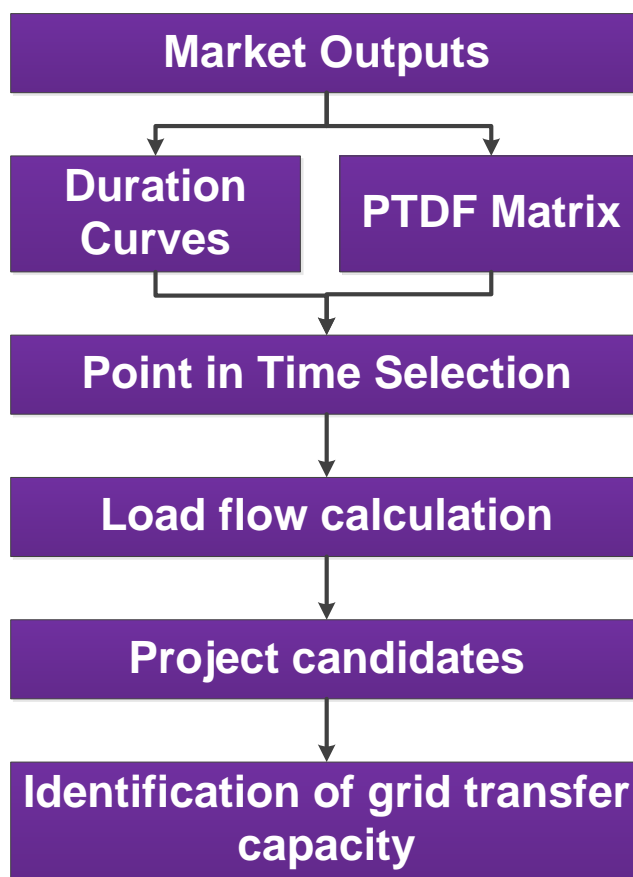 Market Outputs
Duration
Curves
PTDF Matrix
Point in Time Selection
Load flow calculation
Project candidates
Identification of grid transfer
capacity